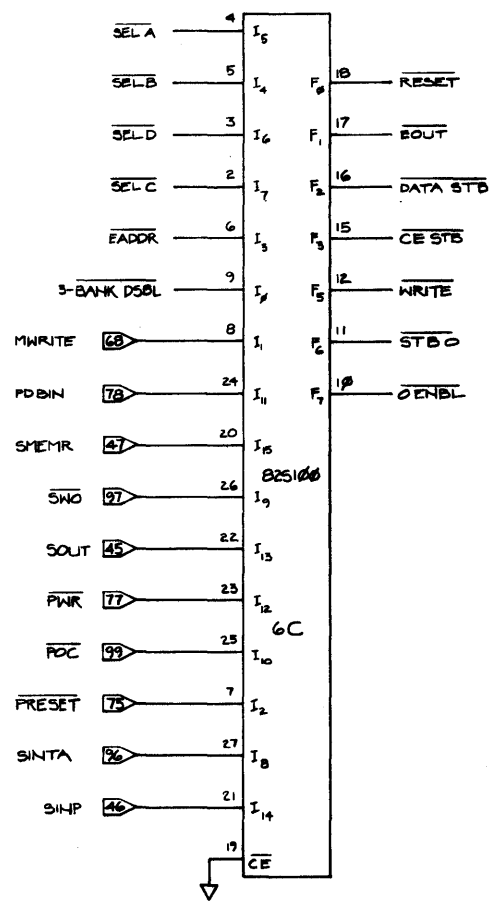 4
SEL A I5
5 18
SEL B I4 F0 RESET
3 17
SEL D I6 F1 EOUT
2 16
SEL C I7 F2 DATA STB
6 15
EADDR I3 F3 CE STB
9 12
3-BANK DSBL I0 F5 WRITE
8 11
MWRITE 68 I1 F6 STB O
24 10
PDBIN 78 I11 F7 OENBL
20
SMEMR 47 I15
82S100
26
SWO 97 I9
22
SOUT 45 I13
23
PWR 77 I12
6C
25
POC 99 I10
7
PRESET 75 I2
27
SINTA 96 I8
21
SINP 46 I14
19
CE